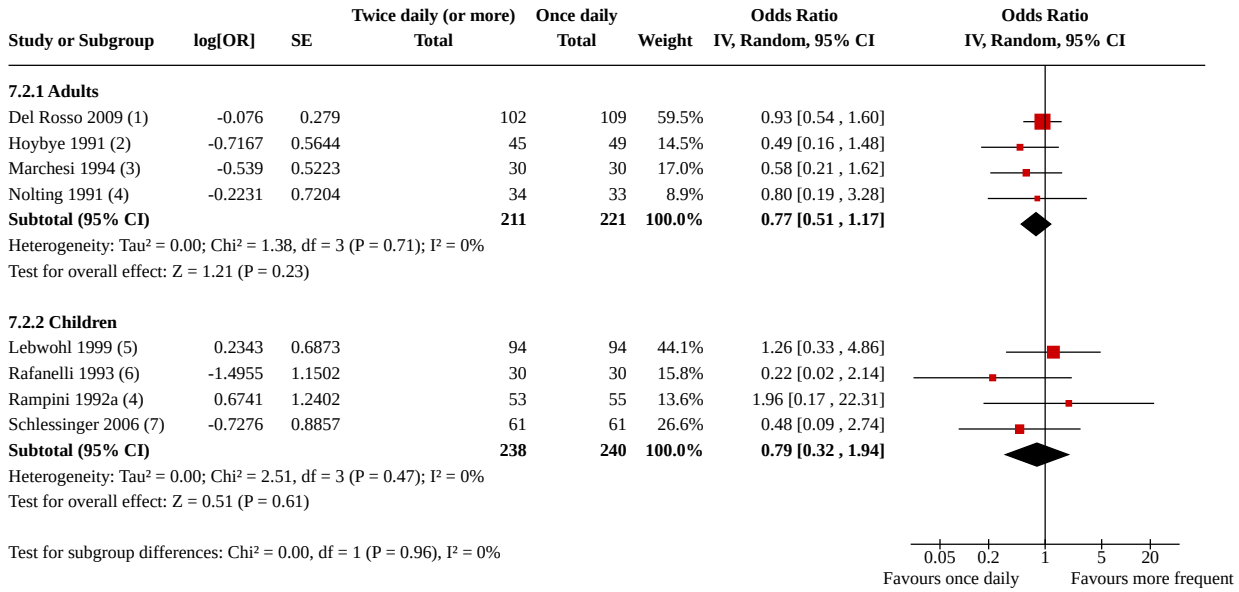 Twice daily (or more) Once daily Odds Ratio Odds Ratio
Study or Subgroup log[OR] SE Total Total Weight IV, Random, 95% CI IV, Random, 95% CI
7.2.1 Adults
Del Rosso 2009 (1) -0.076 0.279 102 109 59.5% 0.93 [0.54 , 1.60]
Hoybye 1991 (2) -0.7167 0.5644 45 49 14.5% 0.49 [0.16 , 1.48]
Marchesi 1994 (3) -0.539 0.5223 30 30 17.0% 0.58 [0.21 , 1.62]
Nolting 1991 (4) -0.2231 0.7204 34 33 8.9% 0.80 [0.19 , 3.28]
Subtotal (95% CI) 211 221 100.0% 0.77 [0.51 , 1.17]
Heterogeneity: Tau² = 0.00; Chi² = 1.38, df = 3 (P = 0.71); I² = 0%
Test for overall effect: Z = 1.21 (P = 0.23)
7.2.2 Children
Lebwohl 1999 (5) 0.2343 0.6873 94 94 44.1% 1.26 [0.33 , 4.86]
Rafanelli 1993 (6) -1.4955 1.1502 30 30 15.8% 0.22 [0.02 , 2.14]
Rampini 1992a (4) 0.6741 1.2402 53 55 13.6% 1.96 [0.17 , 22.31]
Schlessinger 2006 (7) -0.7276 0.8857 61 61 26.6% 0.48 [0.09 , 2.74]
Subtotal (95% CI) 238 240 100.0% 0.79 [0.32 , 1.94]
Heterogeneity: Tau² = 0.00; Chi² = 2.51, df = 3 (P = 0.47); I² = 0%
Test for overall effect: Z = 0.51 (P = 0.61)
Test for subgroup differences: Chi² = 0.00, df = 1 (P = 0.96), I² = 0%
0.05 0.2 1 5 20
Favours once daily Favours more frequent